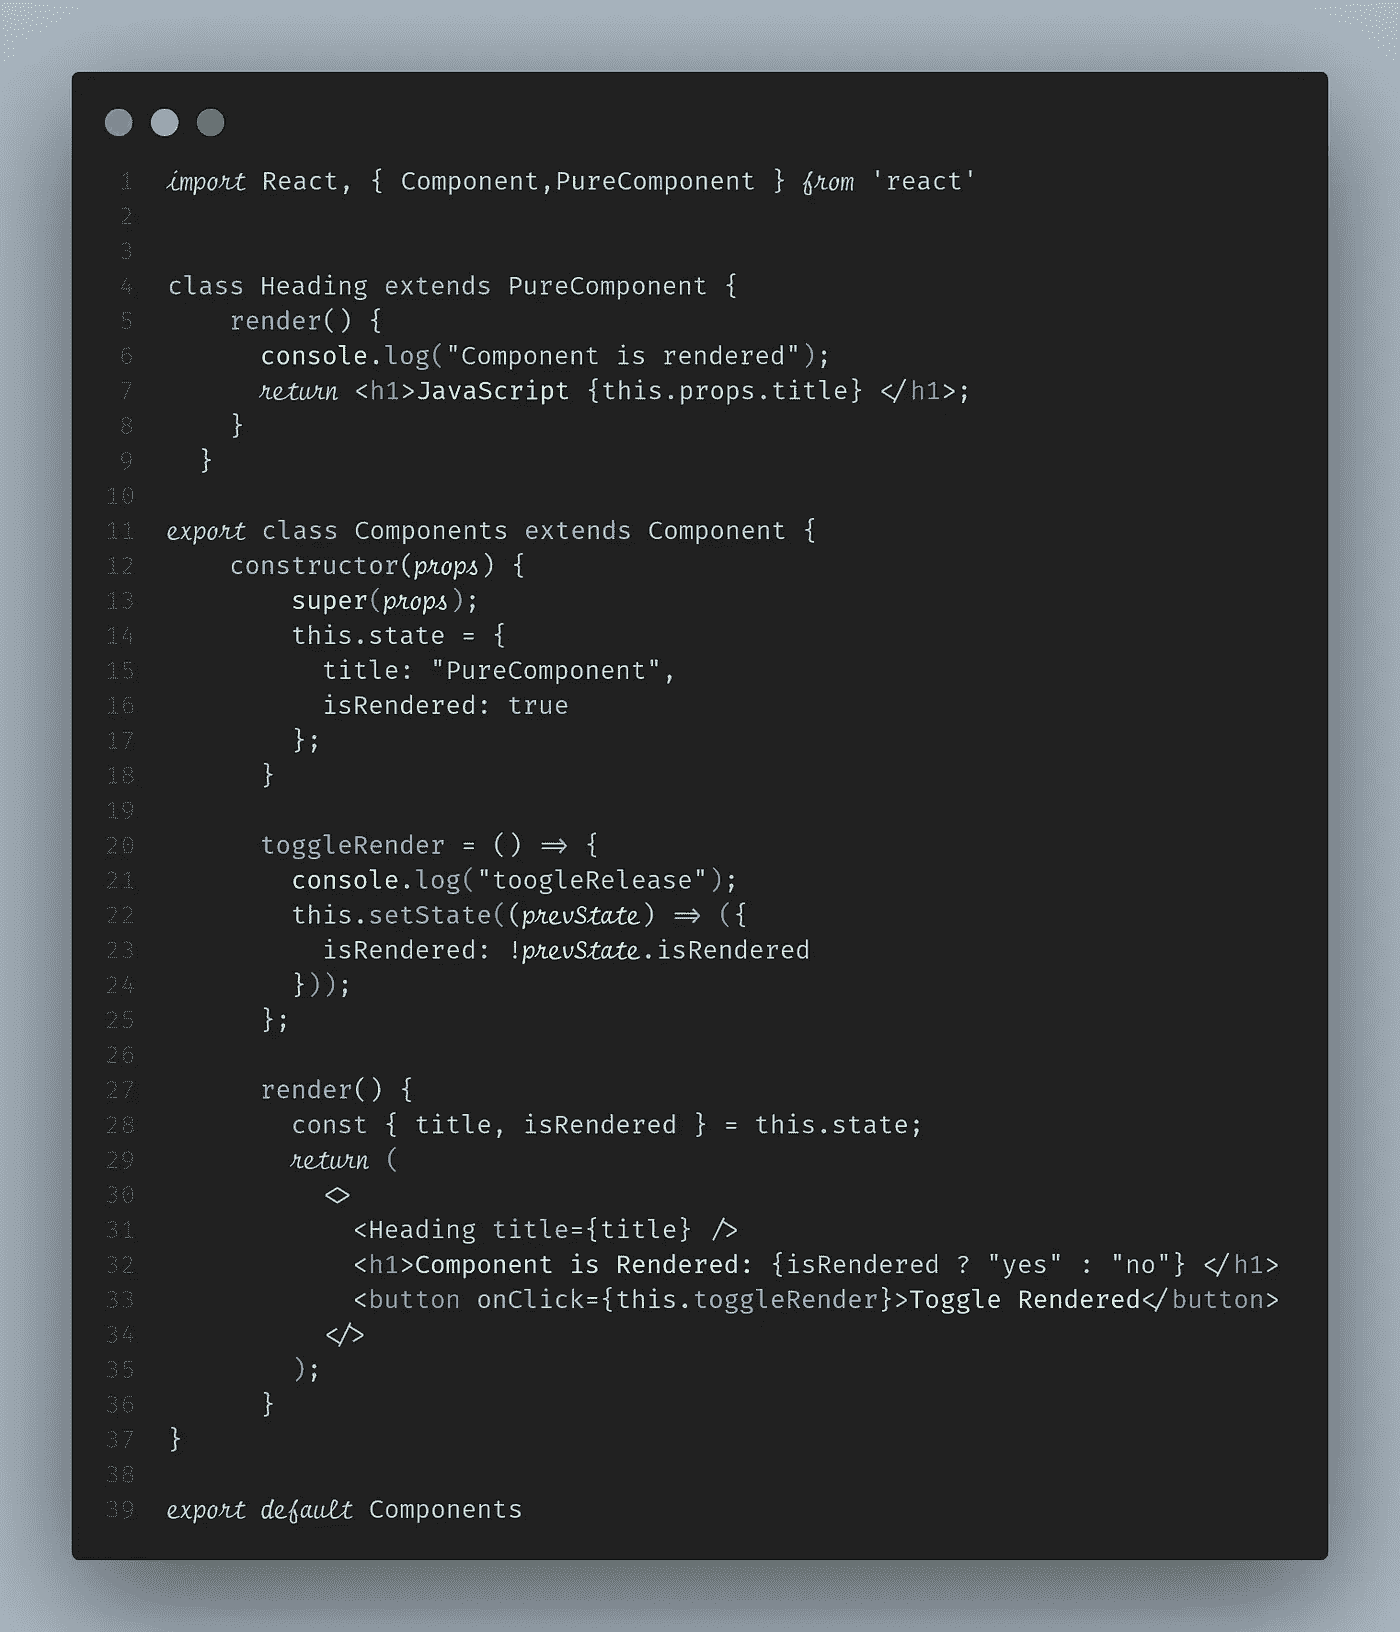 1 import React, { Component,PureComponent } from 'react'
2
3
4 class Heading extends PureComponent {
5     render() {
6       console.log("Component is rendered");
7       return <h1>JavaScript {this.props.title} </h1>;
8     }
9   }
10
11 export class Components extends Component {
12     constructor(props) {
13         super(props);
14         this.state = {
15           title: "PureComponent",
16           isRendered: true
17         };
18       }
19
20       toggleRender = () => {
21         console.log("toogleRelease");
22         this.setState((prevState) => ({
23           isRendered: !prevState.isRendered
24         }));
25       };
26
27       render() {
28         const { title, isRendered } = this.state;
29         return (
30           <>
31             <Heading title={title} />
32             <h1>Component is Rendered: {isRendered ? "yes" : "no"} </h1>
33             <button onClick={this.toggleRender}>Toggle Rendered</button>
34           </>
35         );
36       }
37 }
38
39 export default Components